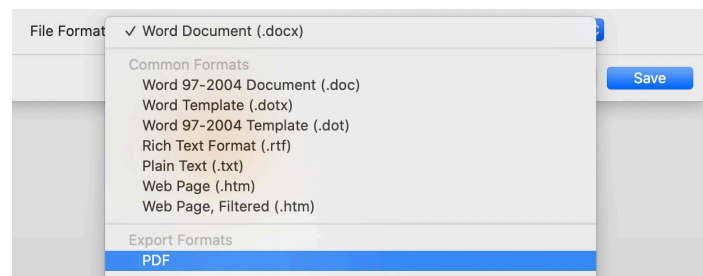 File Format
✓ Word Document (.docx)
Common Formats
Word 97-2004 Document (.doc)
Word Template (.dotx)
Word 97-2004 Template (.dot)
Rich Text Format (.rtf)
Plain Text (.txt)
Web Page (.htm)
Web Page, Filtered (.htm)
Export Formats
PDF
Save